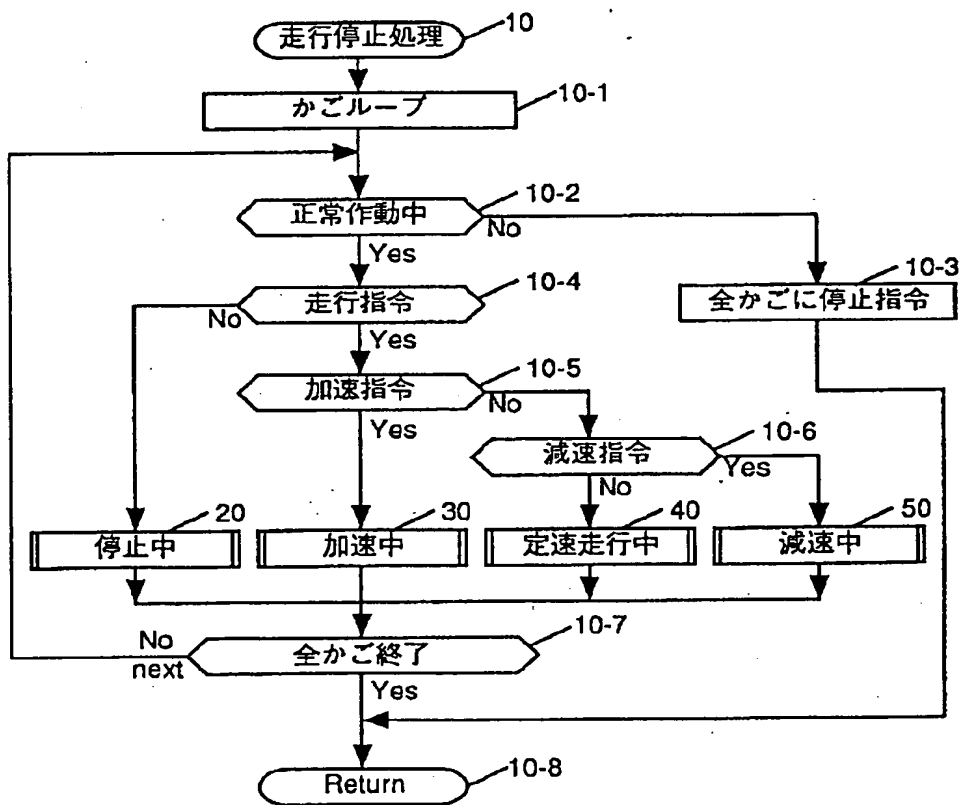 走行停止処理 10
かごループ 10-1
正常作動中 10-2
No
Yes
走行指令 10-4
全かごに停止指令 10-3
No
Yes
加速指令 10-5
No
Yes
減速指令 10-6
No
Yes
停止中 20
加速中 30
定速走行中 40
減速中 50
全かご終了 10-7
No
next
Yes
Return 10-8